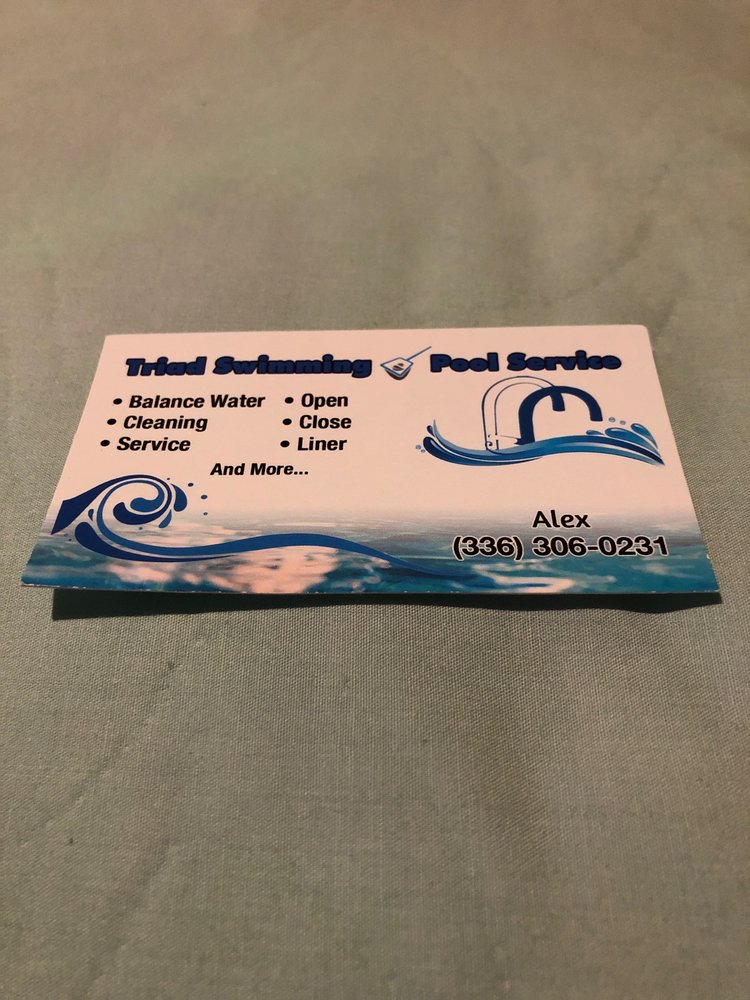 Triad Swimming Pool Service
• Balance Water
• Cleaning
• Service
• Open
• Close
• Liner
And More...
Alex
(336) 306-0231